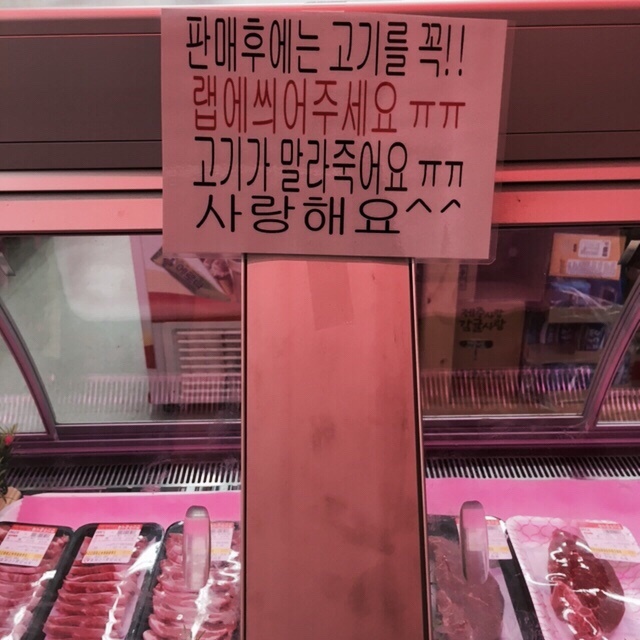 판매후에는 고기를 꼭!!
랩에씌어주세요 ㅠㅠ
고기가 말라죽어요 ㅠㅠ
사랑해요^^